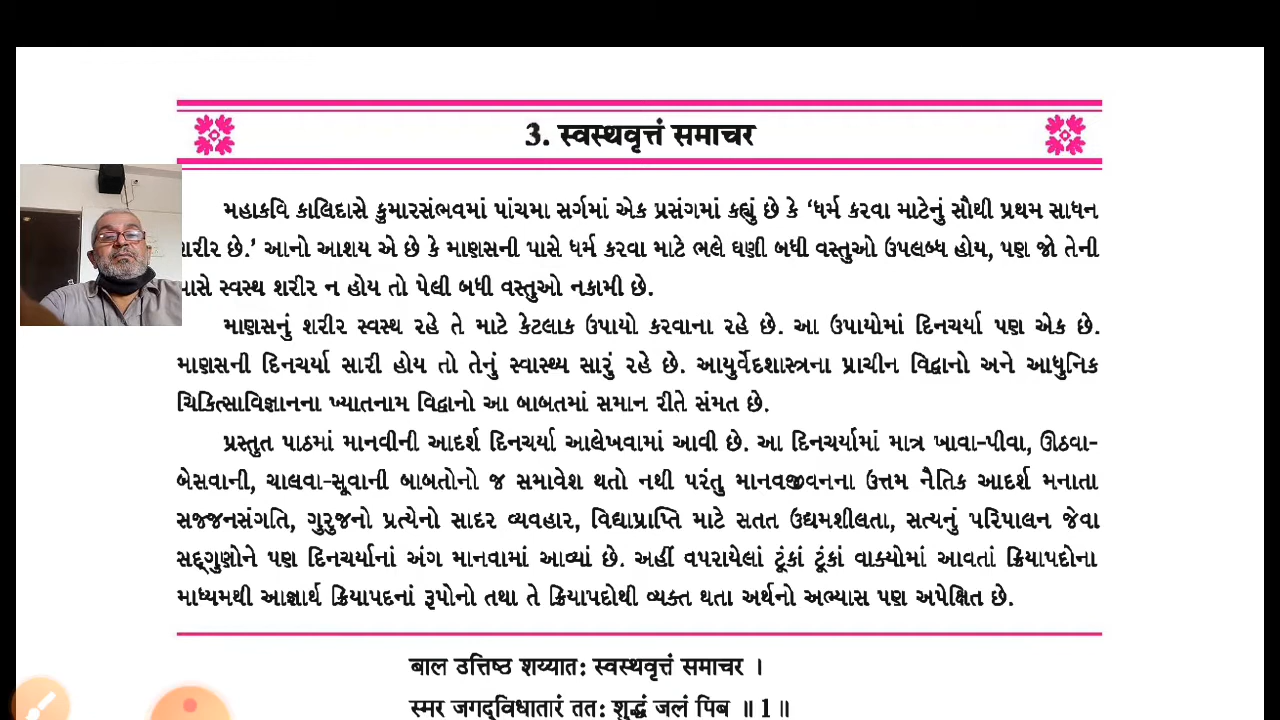 3. स्वस्थवृत्तं समाचर
મહાકવિ કાલિદાસે કુમારસંભવમાં પાંચમા સર્ગમાં એક પ્રસંગમાં કહ્યું છે કે ‘ધર્મ કરવા માટેનું સૌથી પ્રથમ સાધન
છે.’ આનો આશય એ છે કે માણસની પાસે ધર્મ કરવા માટે ભલે ઘણી બધી વસ્તુઓ ઉપલબ્ધ હોય, પણ જો તેની
સ્વસ્થ શરીર ન હોય તો પેલી બધી વસ્તુઓ નકામી છે.
માણસનું શરીર સ્વસ્થ રહે તે માટે કેટલાક ઉપાયો કરવાના રહે છે. આ ઉપાયોમાં દિનચર્યા પણ એક છે.
માણસની દિનચર્યા સારી હોય તો તેનું સ્વાસ્થ્ય સારું રહે છે. આયુર્વેદશાસ્ત્રના પ્રાચીન વિદ્વાનો અને આધુનિક
ચિકિત્સાવિજ્ઞાનના ખ્યાતનામ વિદ્વાનો આ બાબતમાં સમાન રીતે સંમત છે.
પ્રસ્તુત પાઠમાં માનવીની આદર્શ દિનચર્યા આલેખવામાં આવી છે. આ દિનચર્યામાં માત્ર ખાવા-પીવા, ઊઠવા-
બેસવાની, ચાલવા-સૂવાની બાબતોનો જ સમાવેશ થતો નથી પરંતુ માનવજીવનના ઉત્તમ નૈતિક આદર્શ મનાતા
સજ્જનસંગતિ, ગુરુજનો પ્રત્યેનો સાદર વ્યવહાર, વિદ્યાપ્રાપ્તિ માટે સતત ઉદ્યમશીલતા, સત્યનું પરિપાલન જેવા
સદ્ગુણોને પણ દિનચર્યાનાં અંગ માનવામાં આવ્યાં છે. અહીં વપરાયેલાં ટૂંકાં ટૂંકાં વાક્યોમાં આવતાં ક્રિયાપદોના
માધ્યમથી આજ્ઞાર્થ ક્રિયાપદનાં રૂપોનો તથા તે ક્રિયાપદોથી વ્યક્ત થતા અર્થનો અભ્યાસ પણ અપેક્ષિત છે.
बाल उत्तिष्ठ शय्यातः स्वस्थवृत्तं समाचर ।
स्मर जगद्विधातारं ततः शुद्धं जलं पिब ॥ 1॥